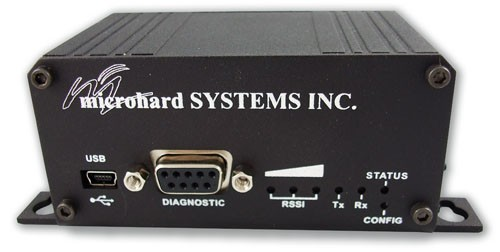 microhard SYSTEMS INC.
USB
DIAGNOSTIC
RSSI
Tx
Rx
STATUS
CONFIG